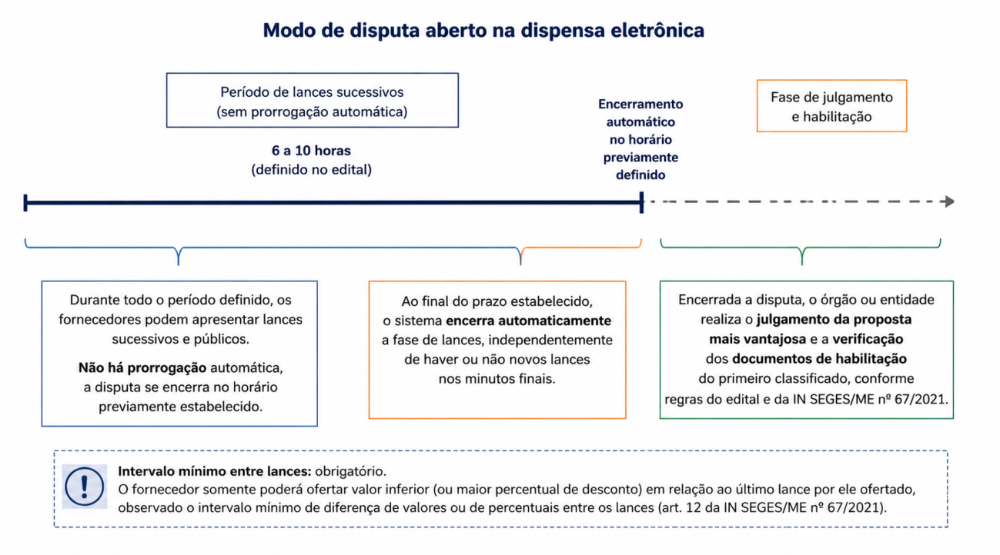 Modo de disputa aberto na dispensa eletrônica
Período de lances sucessivos
(sem prorrogação automática)
6 a 10 horas
(definido no edital)
Encerramento
automático
no horário
previamente
definido
Fase de julgamento
e habilitação
Durante todo o período definido, os
fornecedores podem apresentar lances
sucessivos e públicos.
Não há prorrogação automática,
a disputa se encerra no horário
previamente estabelecido.
Ao final do prazo estabelecido,
o sistema encerra automaticamente
a fase de lances, independentemente
de haver ou não novos lances
nos minutos finais.
Encerrada a disputa, o órgão ou entidade
realiza o julgamento da proposta
mais vantajosa e a verificação
dos documentos de habilitação
do primeiro classificado, conforme
regras do edital e da IN SEGES/ME nº 67/2021.
!
Intervalo mínimo entre lances: obrigatório.
O fornecedor somente poderá ofertar valor inferior (ou maior percentual de desconto) em relação ao último lance por ele ofertado,
observado o intervalo mínimo de diferença de valores ou de percentuais entre os lances (art. 12 da IN SEGES/ME nº 67/2021).